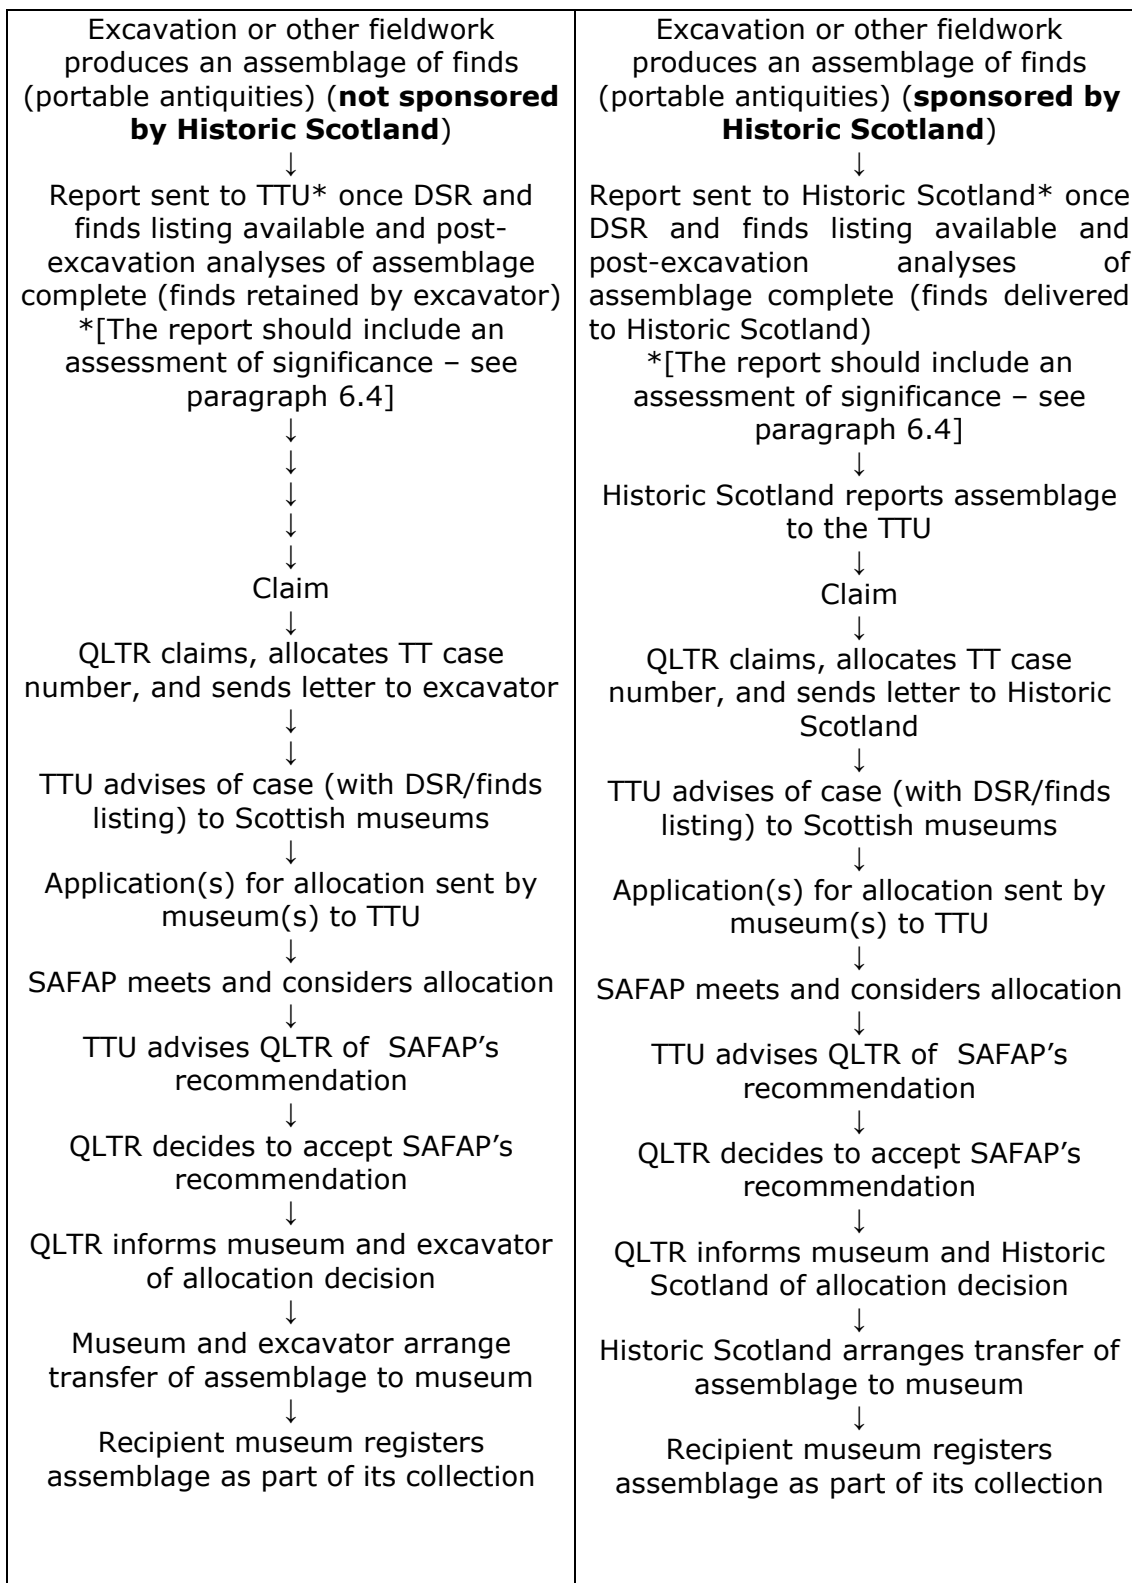 Excavation or other fieldwork
produces an assemblage of finds
(portable antiquities) (not sponsored
by Historic Scotland)
↓
Report sent to TTU* once DSR and
finds listing available and post-
excavation analyses of assemblage
complete (finds retained by excavator)
*[The report should include an
assessment of significance – see
paragraph 6.4]
↓
↓
↓
↓
↓
Claim
↓
QLTR claims, allocates TT case
number, and sends letter to excavator
↓
↓
TTU advises of case (with DSR/finds
listing) to Scottish museums
↓
Application(s) for allocation sent by
museum(s) to TTU
↓
SAFAP meets and considers allocation
↓
TTU advises QLTR of SAFAP’s
recommendation
↓
QLTR decides to accept SAFAP’s
recommendation
↓
QLTR informs museum and excavator
of allocation decision
↓
Museum and excavator arrange
transfer of assemblage to museum
↓
Recipient museum registers
assemblage as part of its collection
Excavation or other fieldwork
produces an assemblage of finds
(portable antiquities) (sponsored by
Historic Scotland)
↓
Report sent to Historic Scotland* once
DSR and finds listing available and
post-excavation analyses of
assemblage complete (finds delivered
to Historic Scotland)
*[The report should include an
assessment of significance – see
paragraph 6.4]
↓
Historic Scotland reports assemblage
to the TTU
↓
Claim
↓
QLTR claims, allocates TT case
number, and sends letter to Historic
Scotland
↓
TTU advises of case (with DSR/finds
listing) to Scottish museums
↓
Application(s) for allocation sent by
museum(s) to TTU
↓
SAFAP meets and considers allocation
↓
TTU advises QLTR of SAFAP’s
recommendation
↓
QLTR decides to accept SAFAP’s
recommendation
↓
QLTR informs museum and Historic
Scotland of allocation decision
↓
Historic Scotland arranges transfer of
assemblage to museum
↓
Recipient museum registers
assemblage as part of its collection